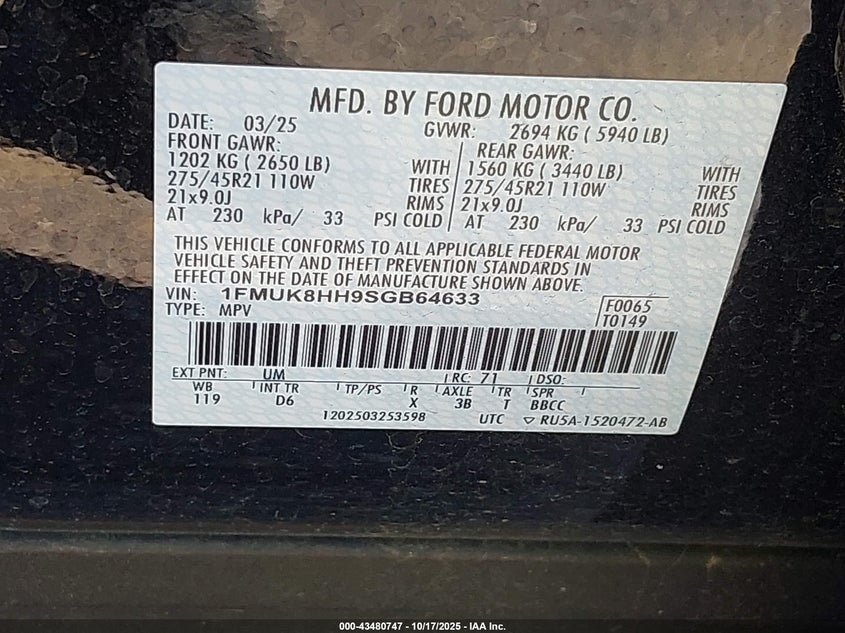 MFD. BY FORD MOTOR CO.
DATE: 03/25 GVWR: 2694 KG ( 5940 LB)
FRONT GAWR: REAR GAWR:
1202 KG ( 2650 LB) WITH 1560 KG ( 3440 LB) WITH
275/45R21 110W TIRES 275/45R21 110W TIRES
21x9.0J RIMS 21x9.0J RIMS
AT 230 kPa/ 33 PSI COLD AT 230 kPa/ 33 PSI COLD
THIS VEHICLE CONFORMS TO ALL APPLICABLE FEDERAL MOTOR
VEHICLE SAFETY AND THEFT PREVENTION STANDARDS IN
EFFECT ON THE DATE OF MANUFACTURE SHOWN ABOVE.
VIN: 1FMUK8HH9SGB64633 F0065
TYPE: MPV T0149
EXT PNT: UM RC: 71 DSO:
WB INT TR TP/PS R AXLE TR SPR
119 D6 X 3B T BBCC
1202503253598 UTC ▽ RU5A-1520472-AB
000-43480747 - 10/17/2025 - IAA Inc.